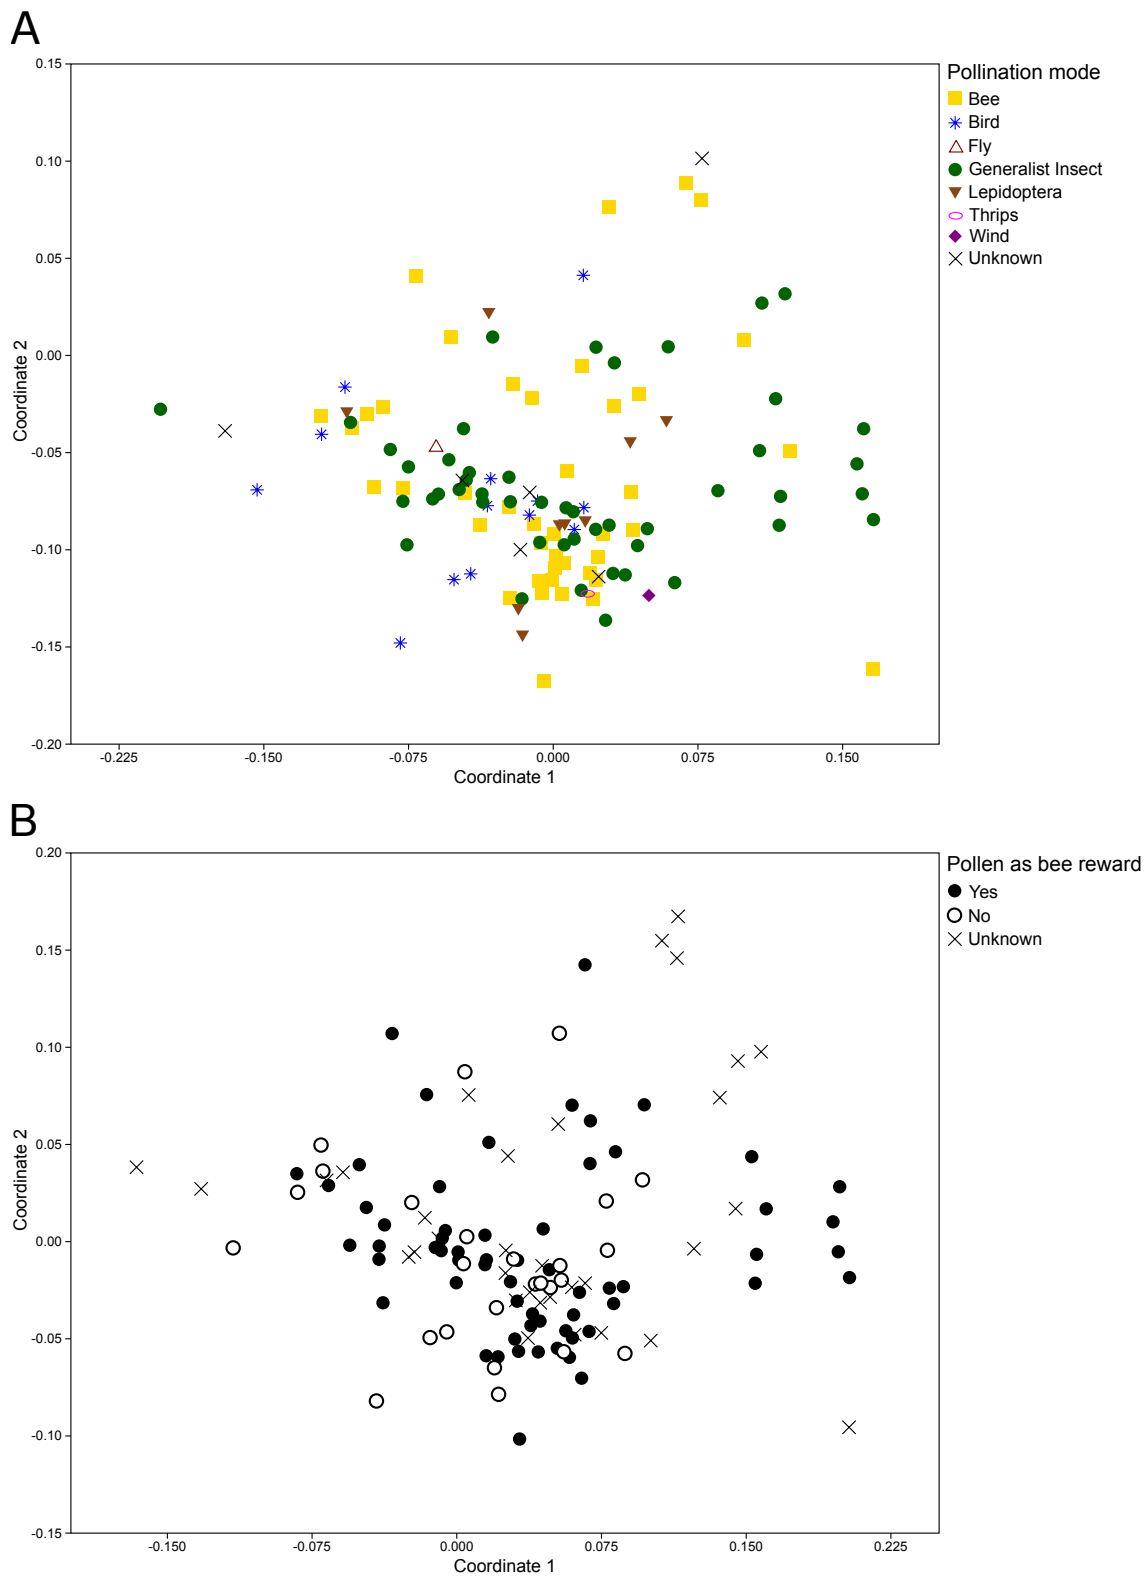 A
0.15
0.10
0.05
0.00
-0.05
-0.10
-0.15
-0.20
Coordinate 2
-0.225
-0.150
-0.075
0.000
0.075
0.150
Coordinate 1
Pollination mode
Bee
Bird
Fly
Generalist Insect
Lepidoptera
Thrips
Wind
Unknown
B
0.20
0.15
0.10
0.05
0.00
-0.05
-0.10
-0.15
Coordinate 2
-0.150
-0.075
0.000
0.075
0.150
0.225
Coordinate 1
Pollen as bee reward
Yes
No
Unknown